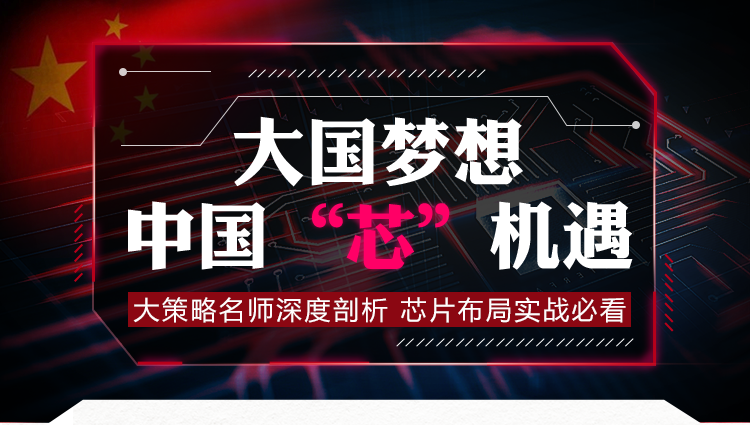 大国梦想
中国“芯”机遇
大策略名师深度剖析 芯片布局实战必看